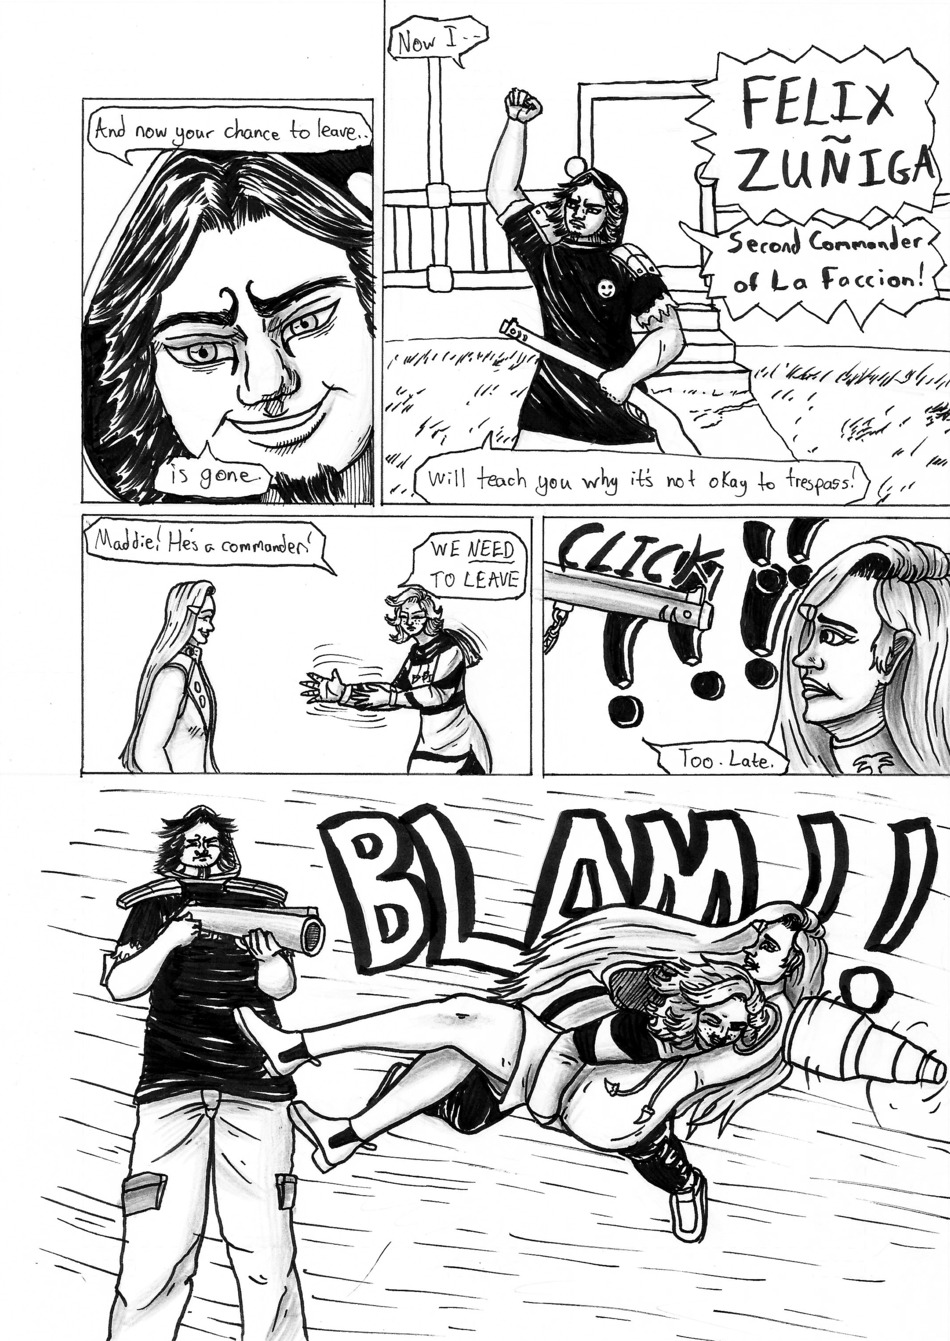 And now your chance to leave..
is gone.
Now I--
FELIX
ZUÑIGA
Second Commander
of La Faccion!
Will teach you why it's not okay to trespass!
Maddie! He's a commander!
WE NEED
TO LEAVE
CLICK
!!
!!!
Too. Late.
BLAM!!